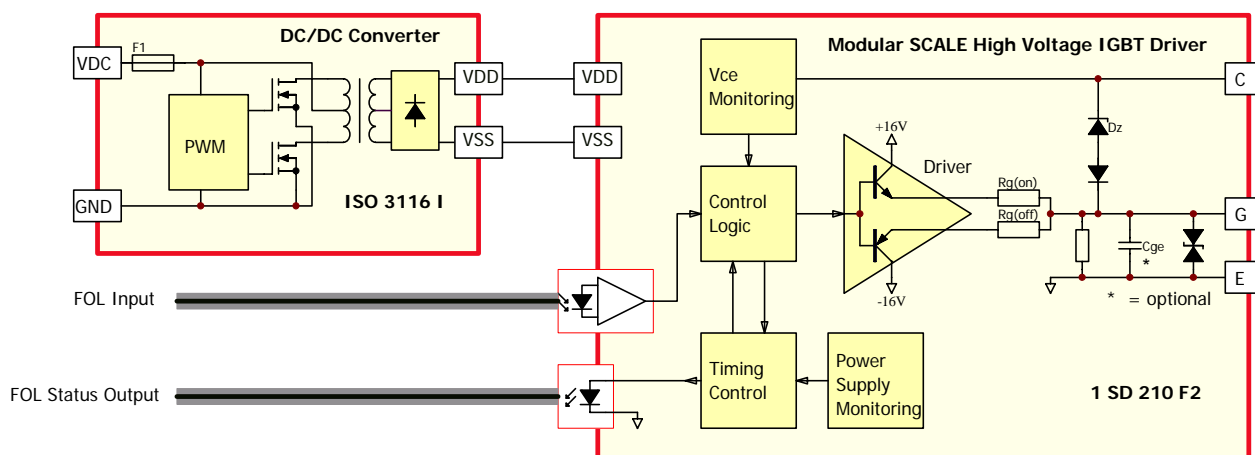 DC/DC Converter
F1
VDC
PWM
GND
VDD
VSS
ISO 3116 I
VDD
VSS
Modular SCALE High Voltage IGBT Driver
Vce
Monitoring
C
Dz
+16V
Driver
Rg(on)
Rg(off)
Control
Logic
G
Cge
*
E
-16V
* = optional
FOL Input
Timing
Control
Power
Supply
Monitoring
FOL Status Output
1 SD 210 F2